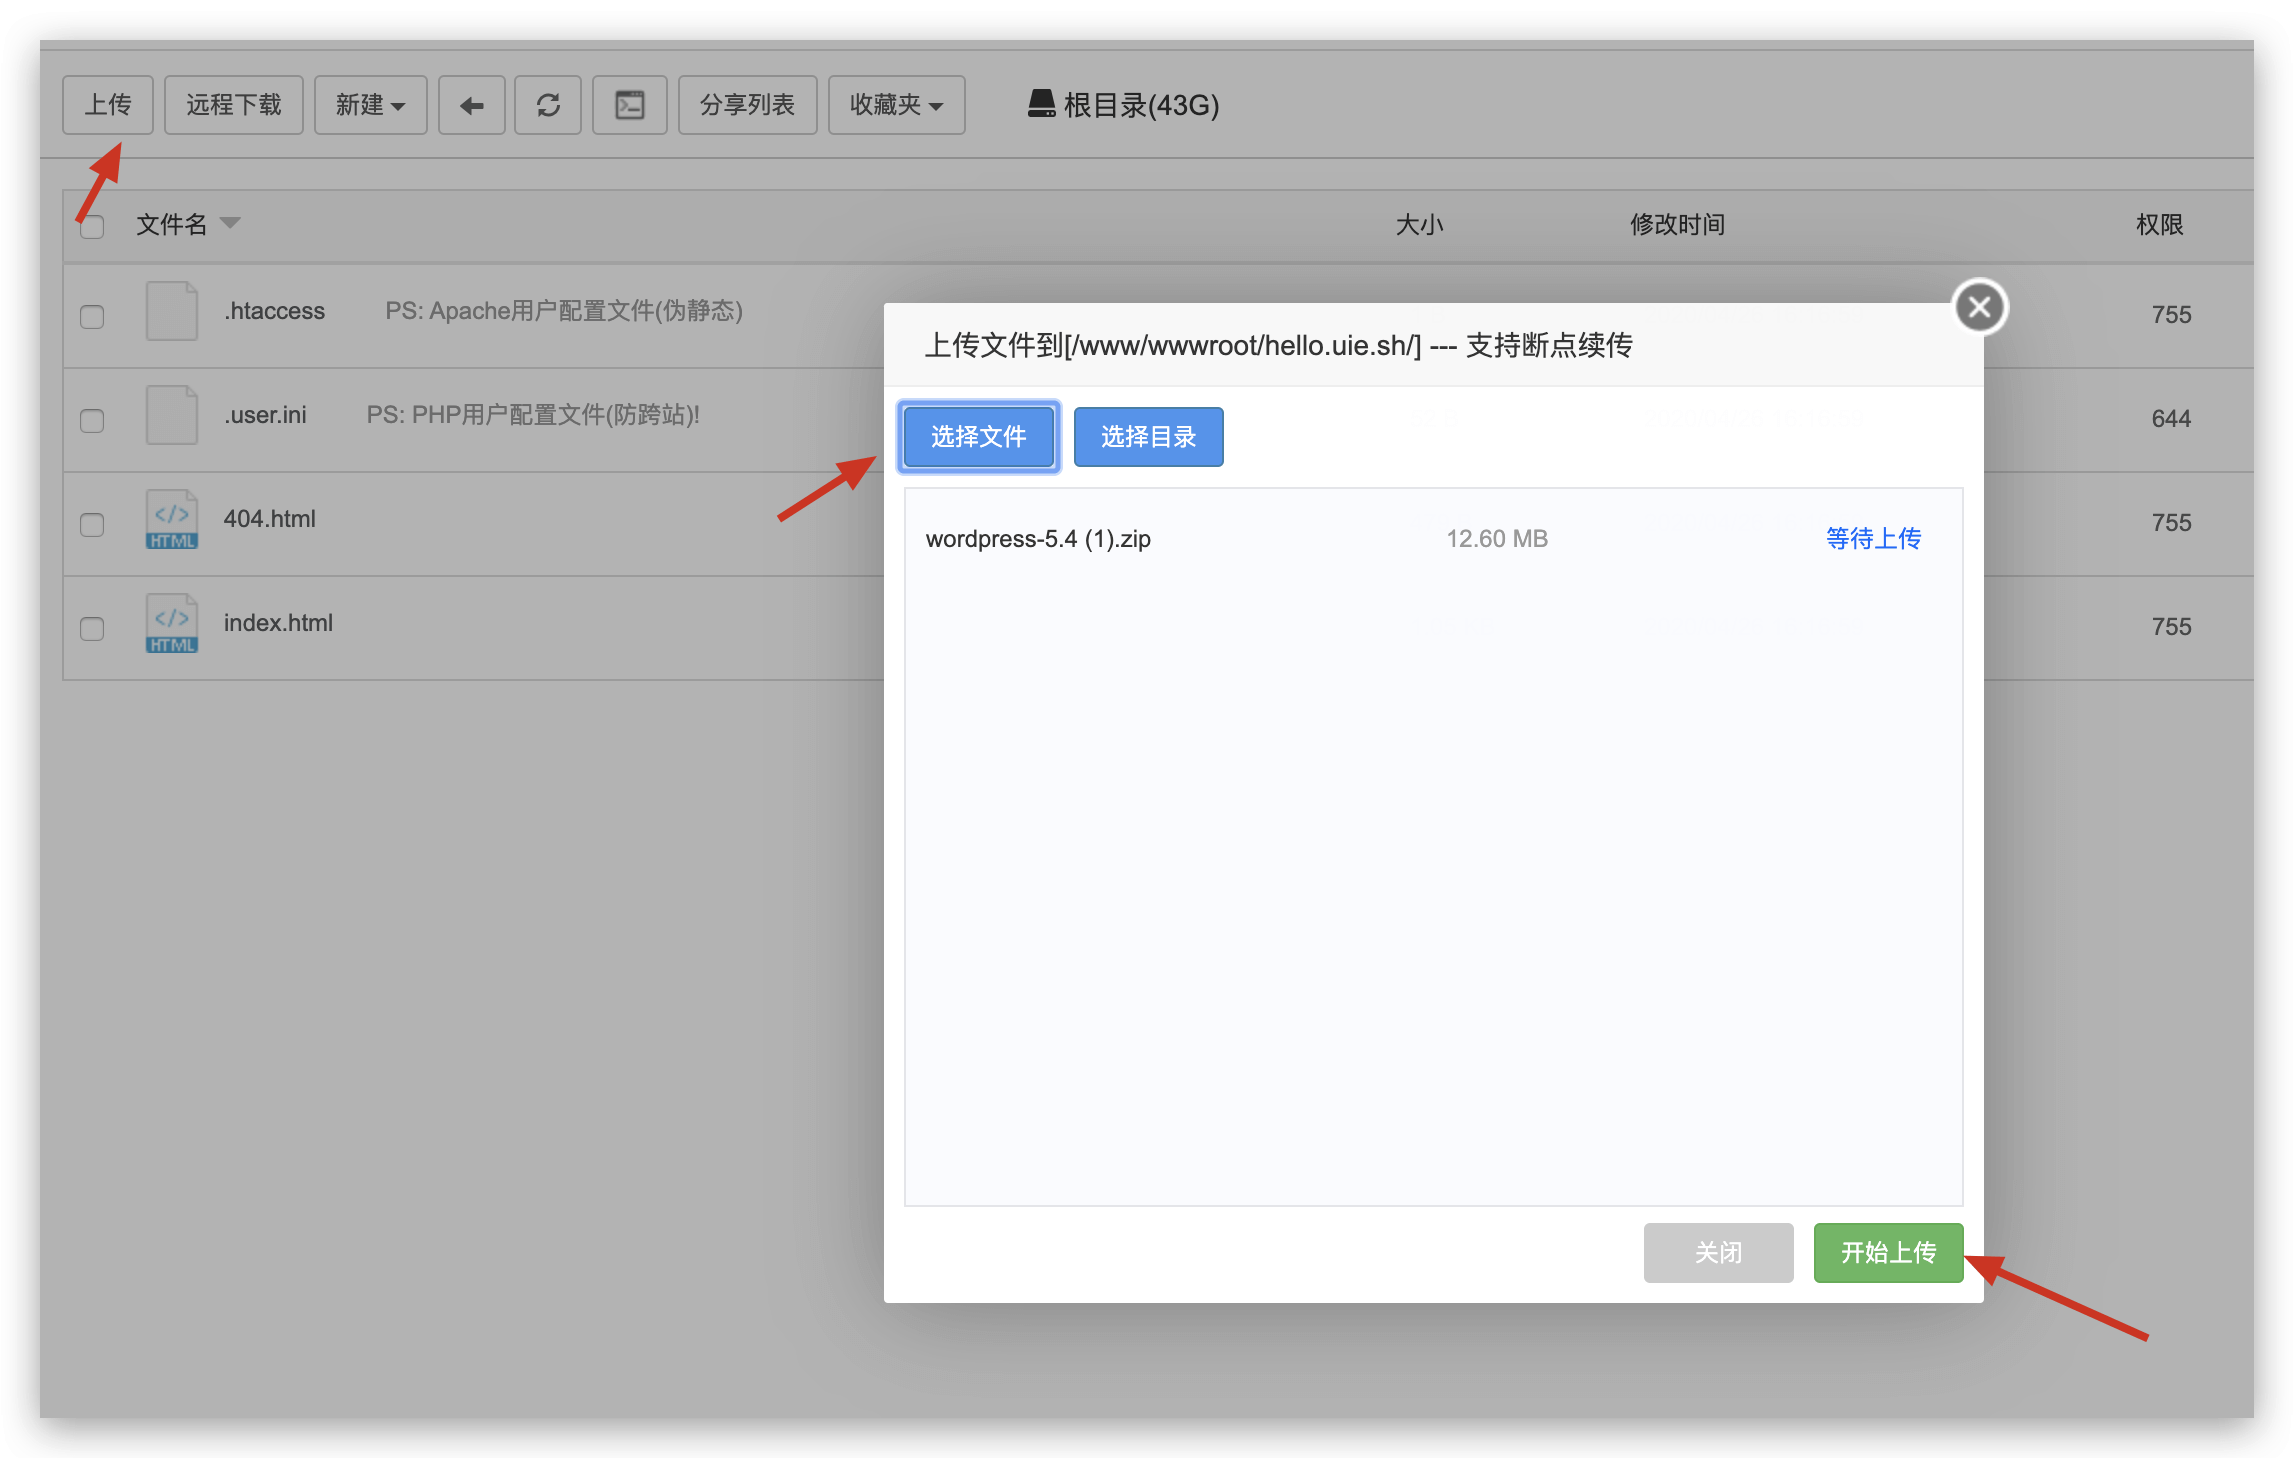 上传 远程下载 新建 分享列表 收藏夹 根目录(43G)
文件名 大小 修改时间 权限
.htaccess PS: Apache用户配置文件(伪静态) 755
.user.ini PS: PHP用户配置文件(防跨站)! 644
404.html 755
index.html 755
上传文件到[/www/wwwroot/hello.uie.sh/] --- 支持断点续传
选择文件 选择目录
wordpress-5.4 (1).zip 12.60 MB 等待上传
关闭 开始上传
HTML
HTML